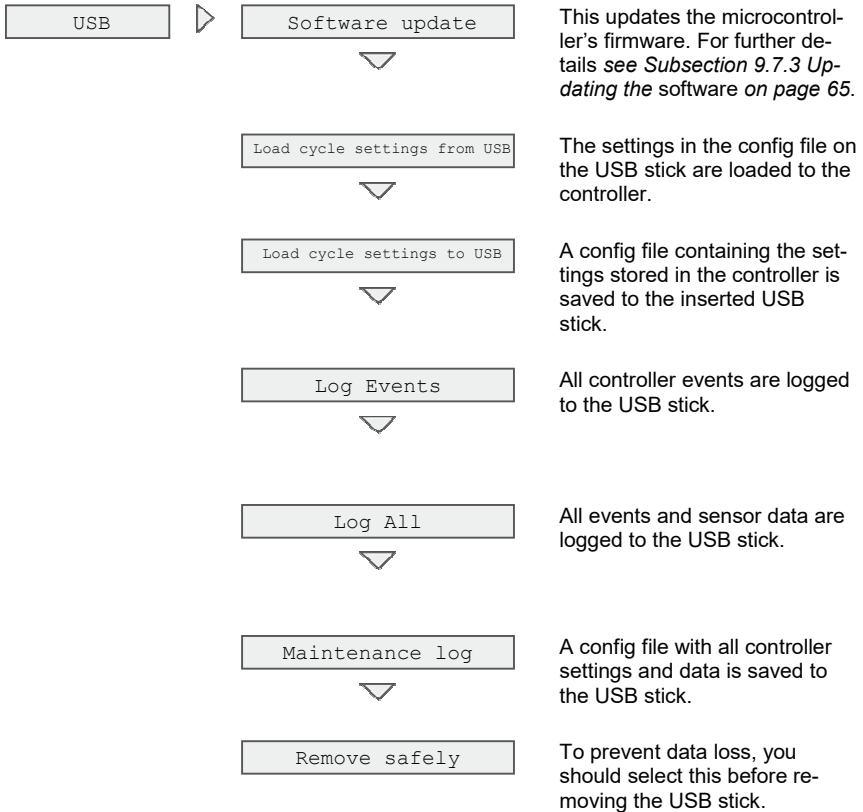 USB
Software update
This updates the microcontrol-
ler's firmware. For further de-
tails see Subsection 9.7.3 Up-
dating the software on page 65.
Load cycle settings from USB
The settings in the config file on
the USB stick are loaded to the
controller.
Load cycle settings to USB
A config file containing the set-
tings stored in the controller is
saved to the inserted USB
stick.
Log Events
All controller events are logged
to the USB stick.
Log All
All events and sensor data are
logged to the USB stick.
Maintenance log
A config file with all controller
settings and data is saved to
the USB stick.
Remove safely
To prevent data loss, you
should select this before re-
moving the USB stick.